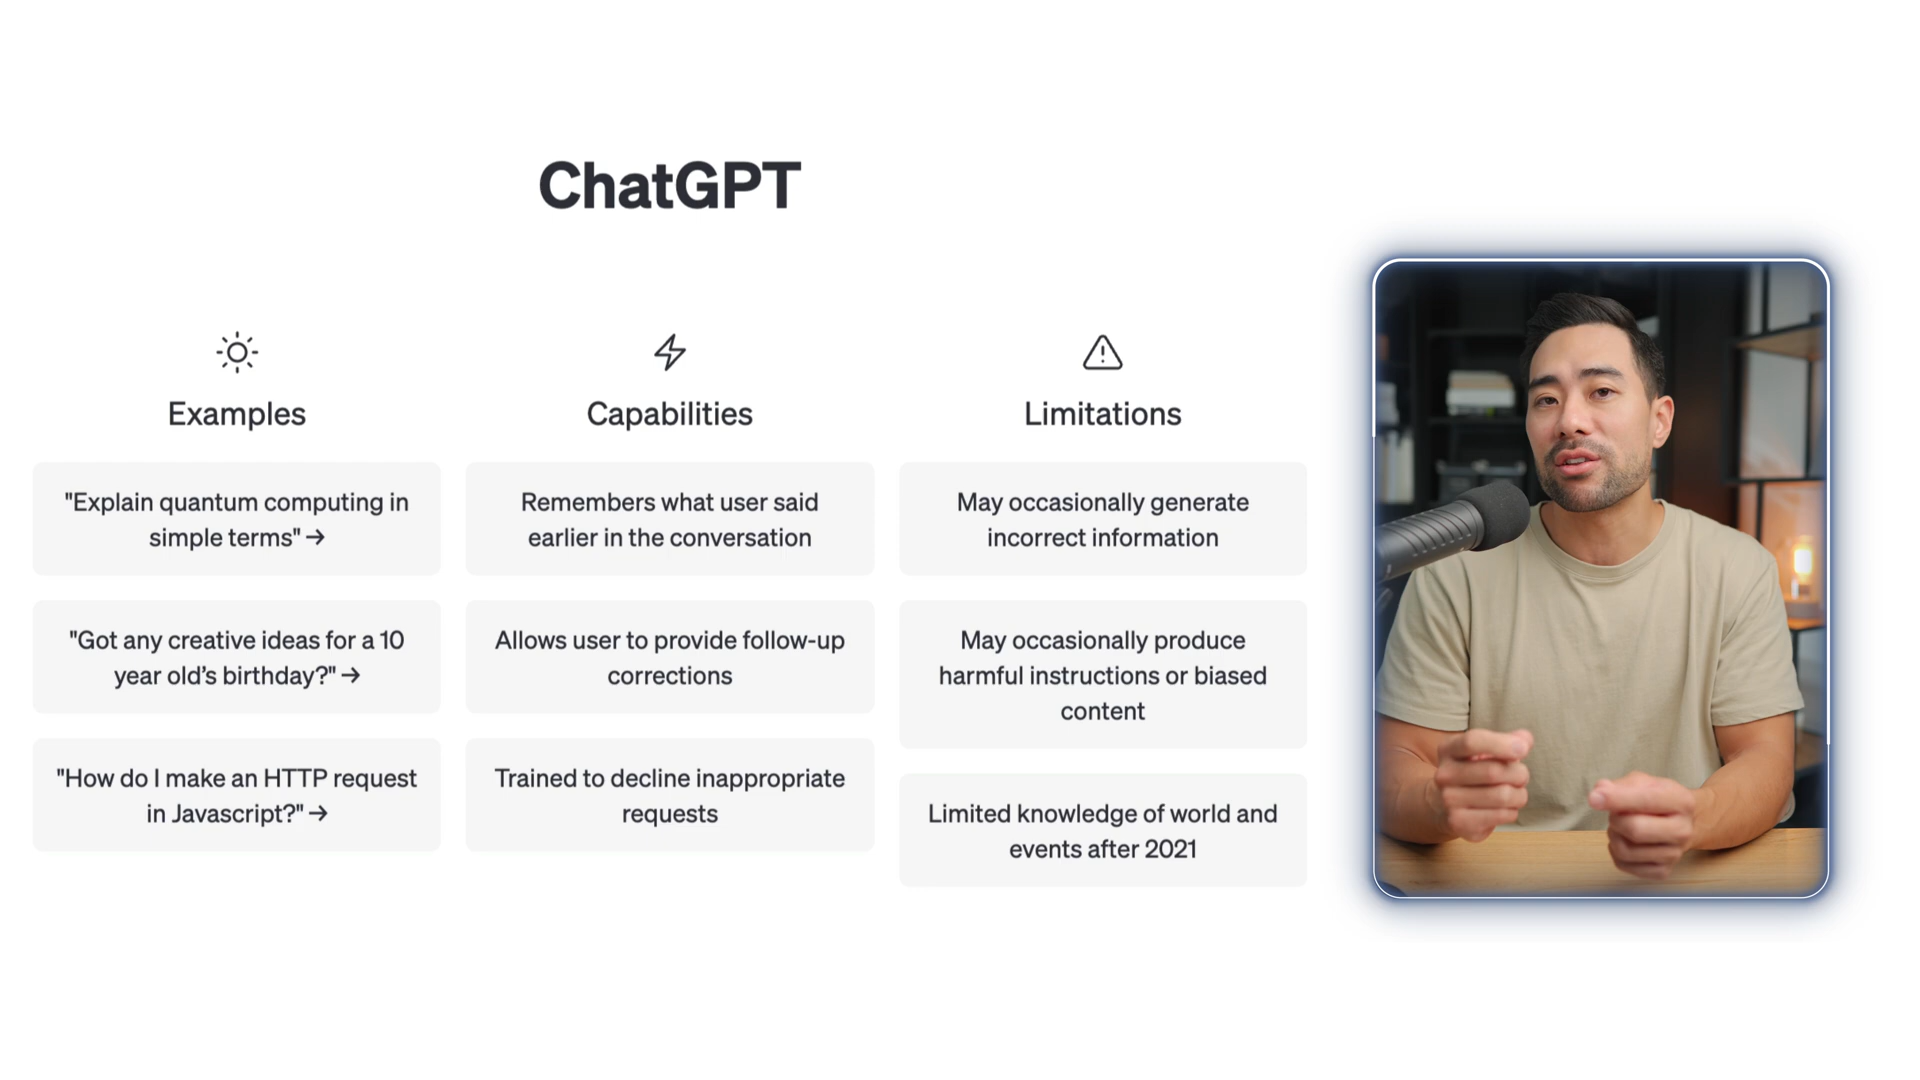 ChatGPT
Examples
"Explain quantum computing in
simple terms" →
"Got any creative ideas for a 10
year old’s birthday?" →
"How do I make an HTTP request
in Javascript?" →
Capabilities
Remembers what user said
earlier in the conversation
Allows user to provide follow-up
corrections
Trained to decline inappropriate
requests
Limitations
May occasionally generate
incorrect information
May occasionally produce
harmful instructions or biased
content
Limited knowledge of world and
events after 2021